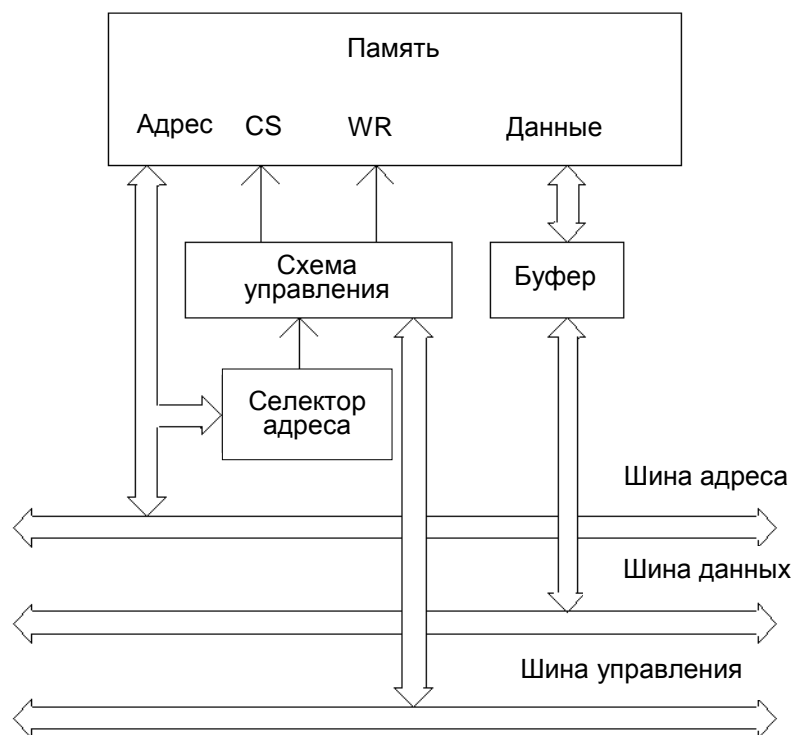 Память
Адрес CS WR Данные
Схема
управления
Буфер
Селектор
адреса
Шина адреса
Шина данных
Шина управления